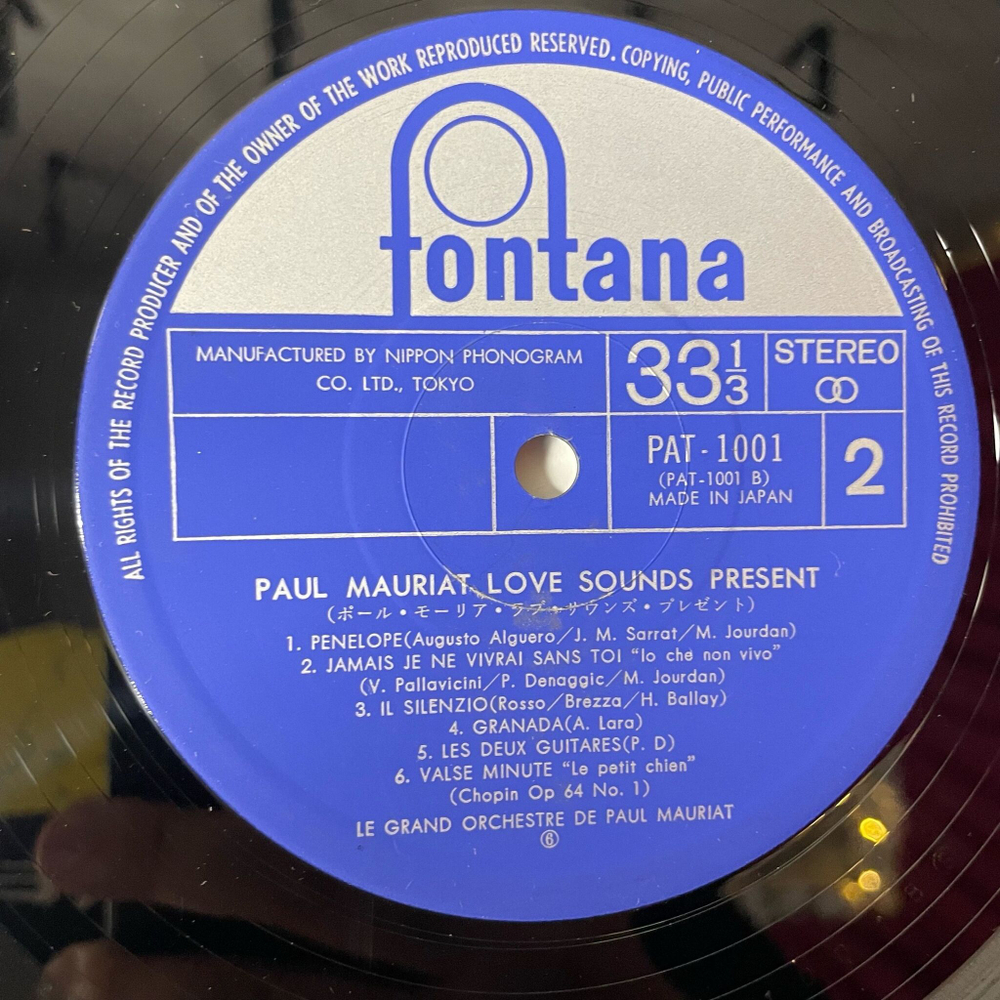 ALL RIGHTS OF THE RECORD PRODUCER AND OF THE OWNER OF THE WORK REPRODUCED RESERVED. COPYING, PUBLIC PERFORMANCE AND BROADCASTING OF THIS RECORD PROHIBITED
fontana
MANUFACTURED BY NIPPON PHONOGRAM
CO. LTD., TOKYO
33 1/3
STEREO
PAT-1001
(PAT-1001 B)
MADE IN JAPAN
2
PAUL MAURIAT LOVE SOUNDS PRESENT
(ポール・モーリア・ラブ・サウンズ・プレゼント)
1. PENELOPE(Augusto Alguero/J. M. Sarrat/M. Jourdan)
2. JAMAIS JE NE VIVRAI SANS TOI "Io che non vivo"
(V. Pallavicini/P. Denaggic/M. Jourdan)
3. IL SILENZIO(Rosso/Brezza/H. Ballay)
4. GRANADA(A. Lara)
5. LES DEUX GUITARES(P. D)
6. VALSE MINUTE "Le petit chien"
(Chopin Op 64 No. 1)
LE GRAND ORCHESTRE DE PAUL MAURIAT
⑥